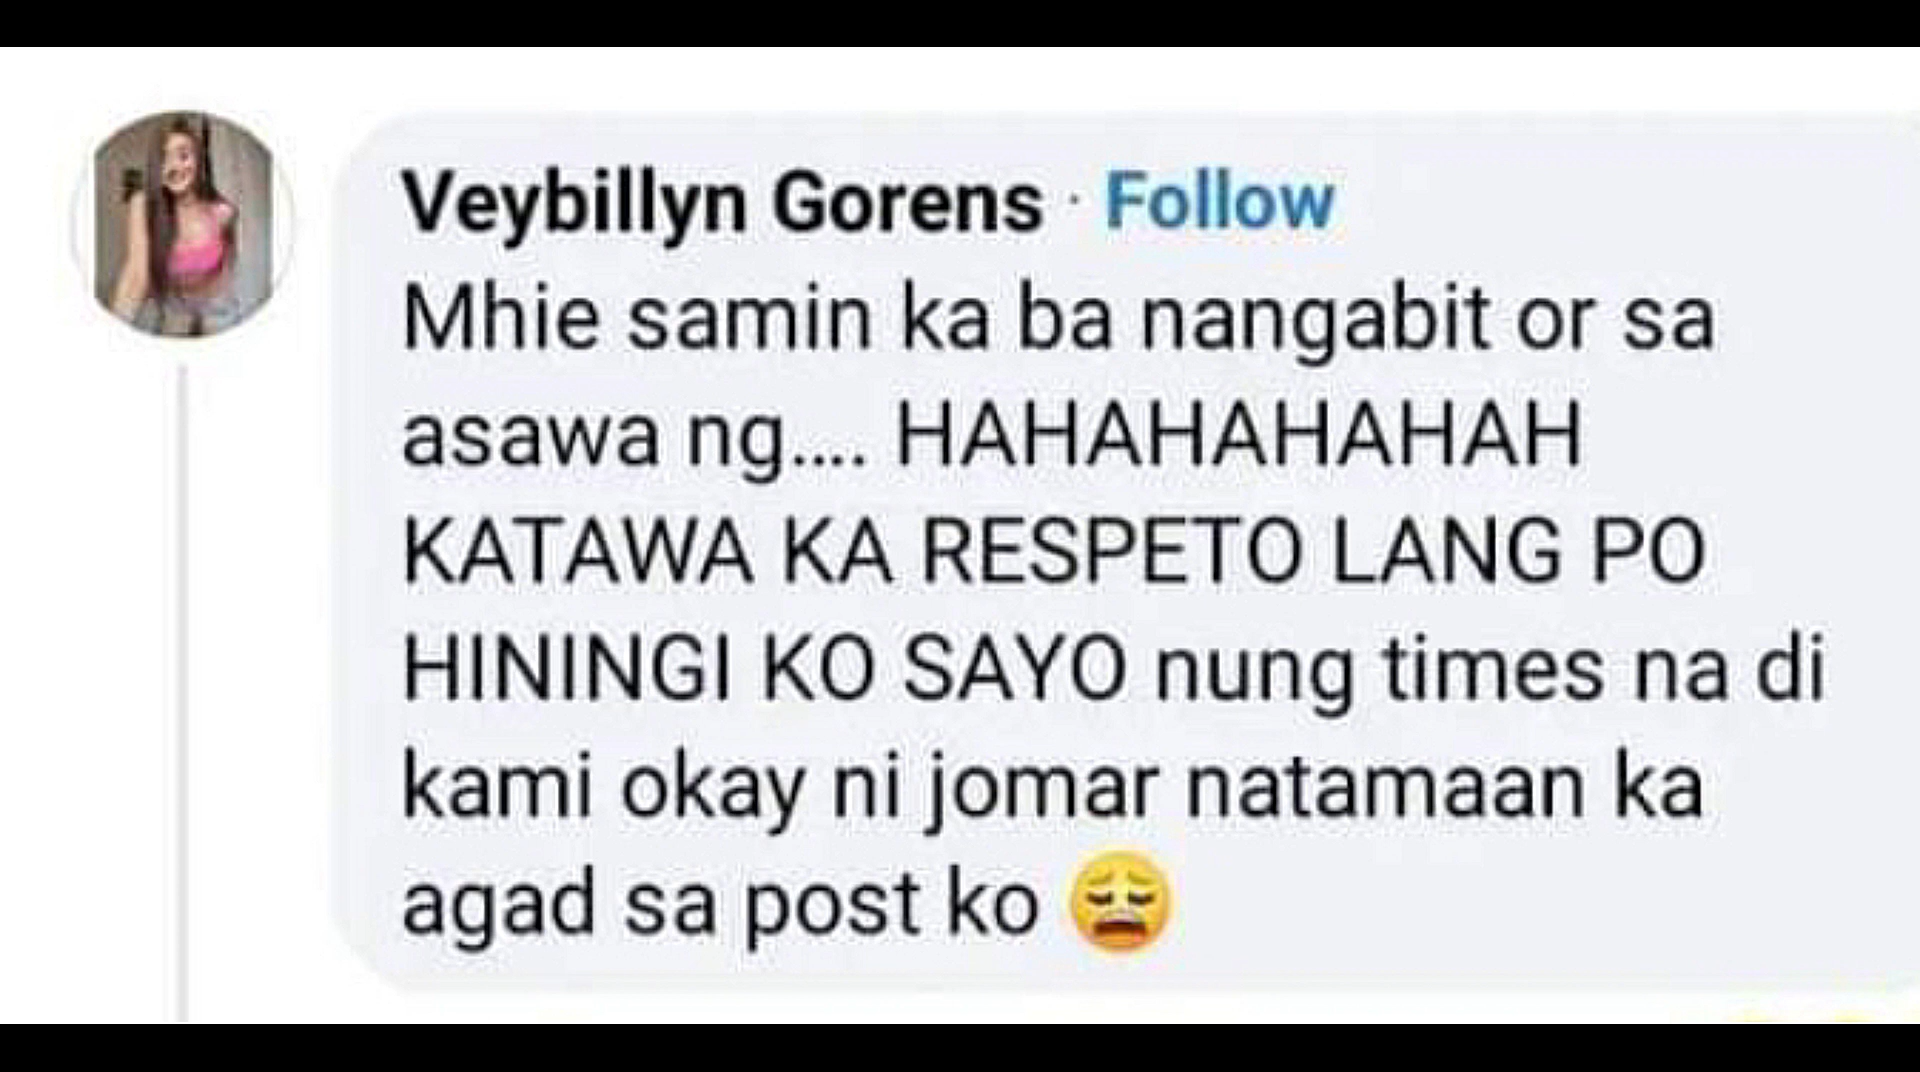 Veybillyn Gorens · Follow
Mhie samin ka ba nangabit or sa
asawa ng.... HAHAHAHAHAH
KATAWA KA RESPETO LANG PO
HININGI KO SAYO nung times na di
kami okay ni jomar natamaan ka
agad sa post ko 😩